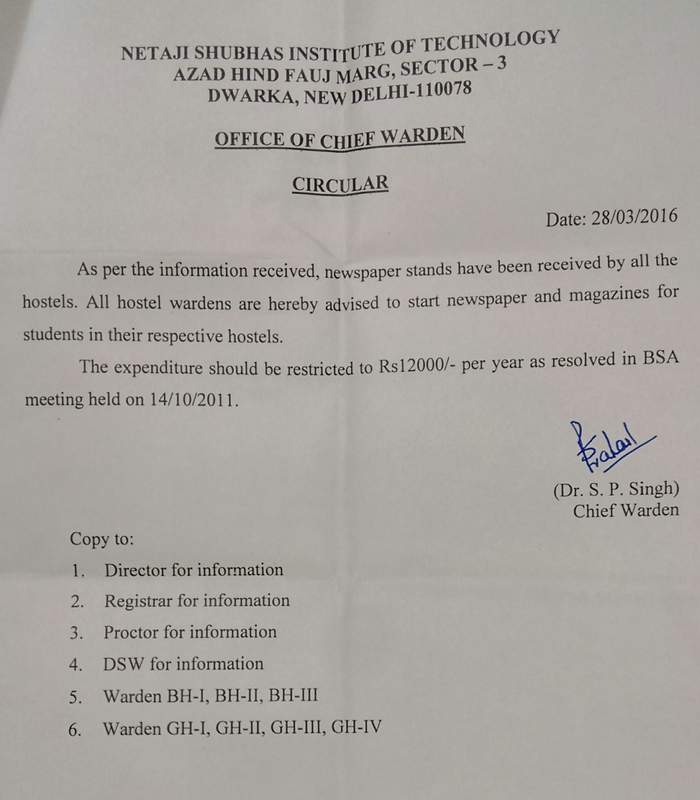 NETAJI SHUBHAS INSTITUTE OF TECHNOLOGY
AZAD HIND FAUJ MARG, SECTOR – 3
DWARKA, NEW DELHI-110078
OFFICE OF CHIEF WARDEN
CIRCULAR
Date: 28/03/2016
As per the information received, newspaper stands have been received by all the
hostels. All hostel wardens are hereby advised to start newspaper and magazines for
students in their respective hostels.
The expenditure should be restricted to Rs12000/- per year as resolved in BSA
meeting held on 14/10/2011.
(Dr. S. P. Singh)
Chief Warden
Copy to:
1. Director for information
2. Registrar for information
3. Proctor for information
4. DSW for information
5. Warden BH-I, BH-II, BH-III
6. Warden GH-I, GH-II, GH-III, GH-IV